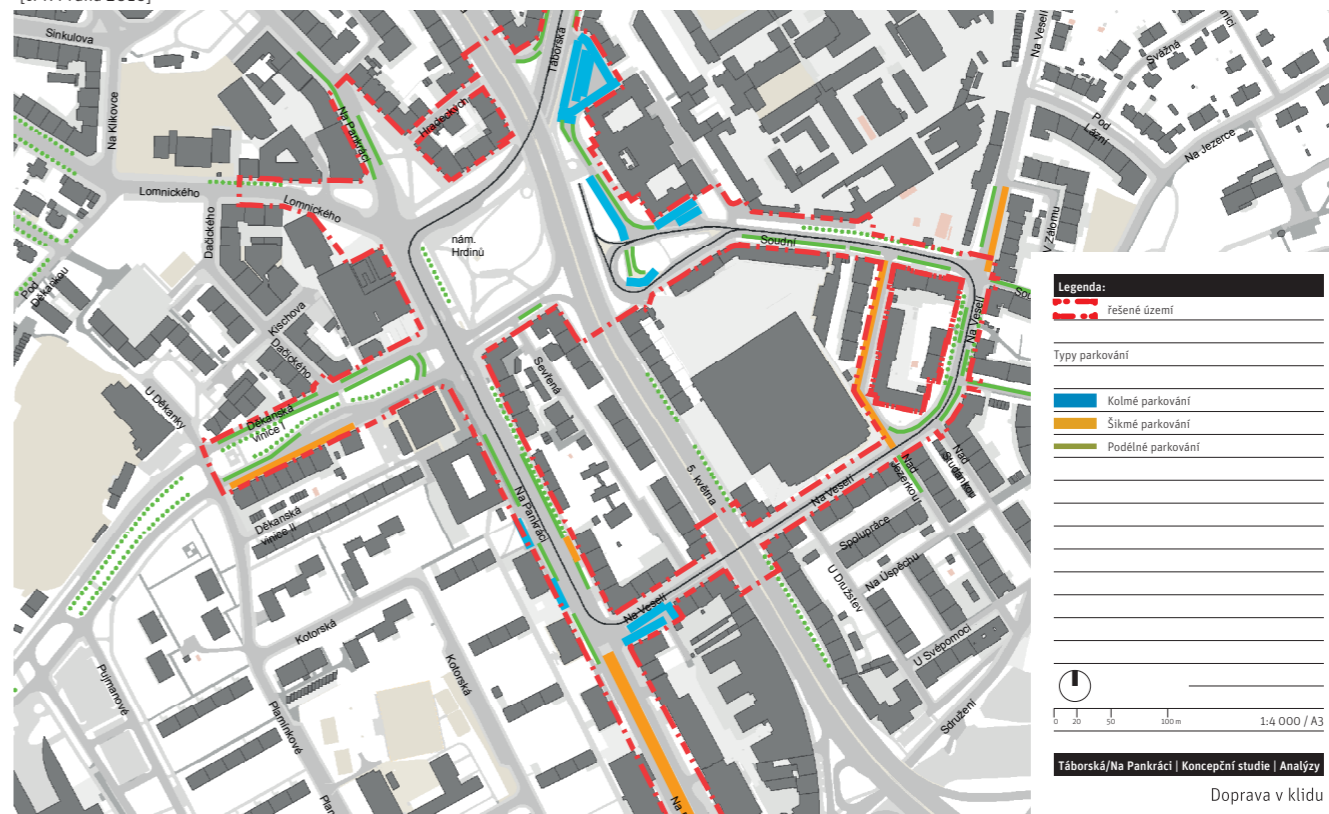 Sinkulova
Na Klikovce
Na Pankráci
Hradeckých
Táborská
Na Veselí
Svážná
Pod
Lázní
Na Jezerce
Lomnického
Lomnického
Dačického
nám.
Hrdinů
Soudní
V Zálomu
Pod
Děkankou
Kischova
Dačického
Sevřená
Na Veselí
U Děkanky
Děkanská
vinice I
5. května
Nad
Jezerkou
Nad
Studánkou
Na Pankráci
Na Veselí
Děkanská
vinice II
Spolupráce
Na Úspěchu
U Družstev
Na Veselí
Kotorská
Kotorská
U Svépomoci
Pujmanové
Plamínkové
Sdružení
Legenda:
řešené území
Typy parkování
Kolmé parkování
Šikmé parkování
Podélné parkování
0 20 50 100 m
1:4 000 / A3
Táborská/Na Pankráci | Koncepční studie | Analýzy
Doprava v klidu